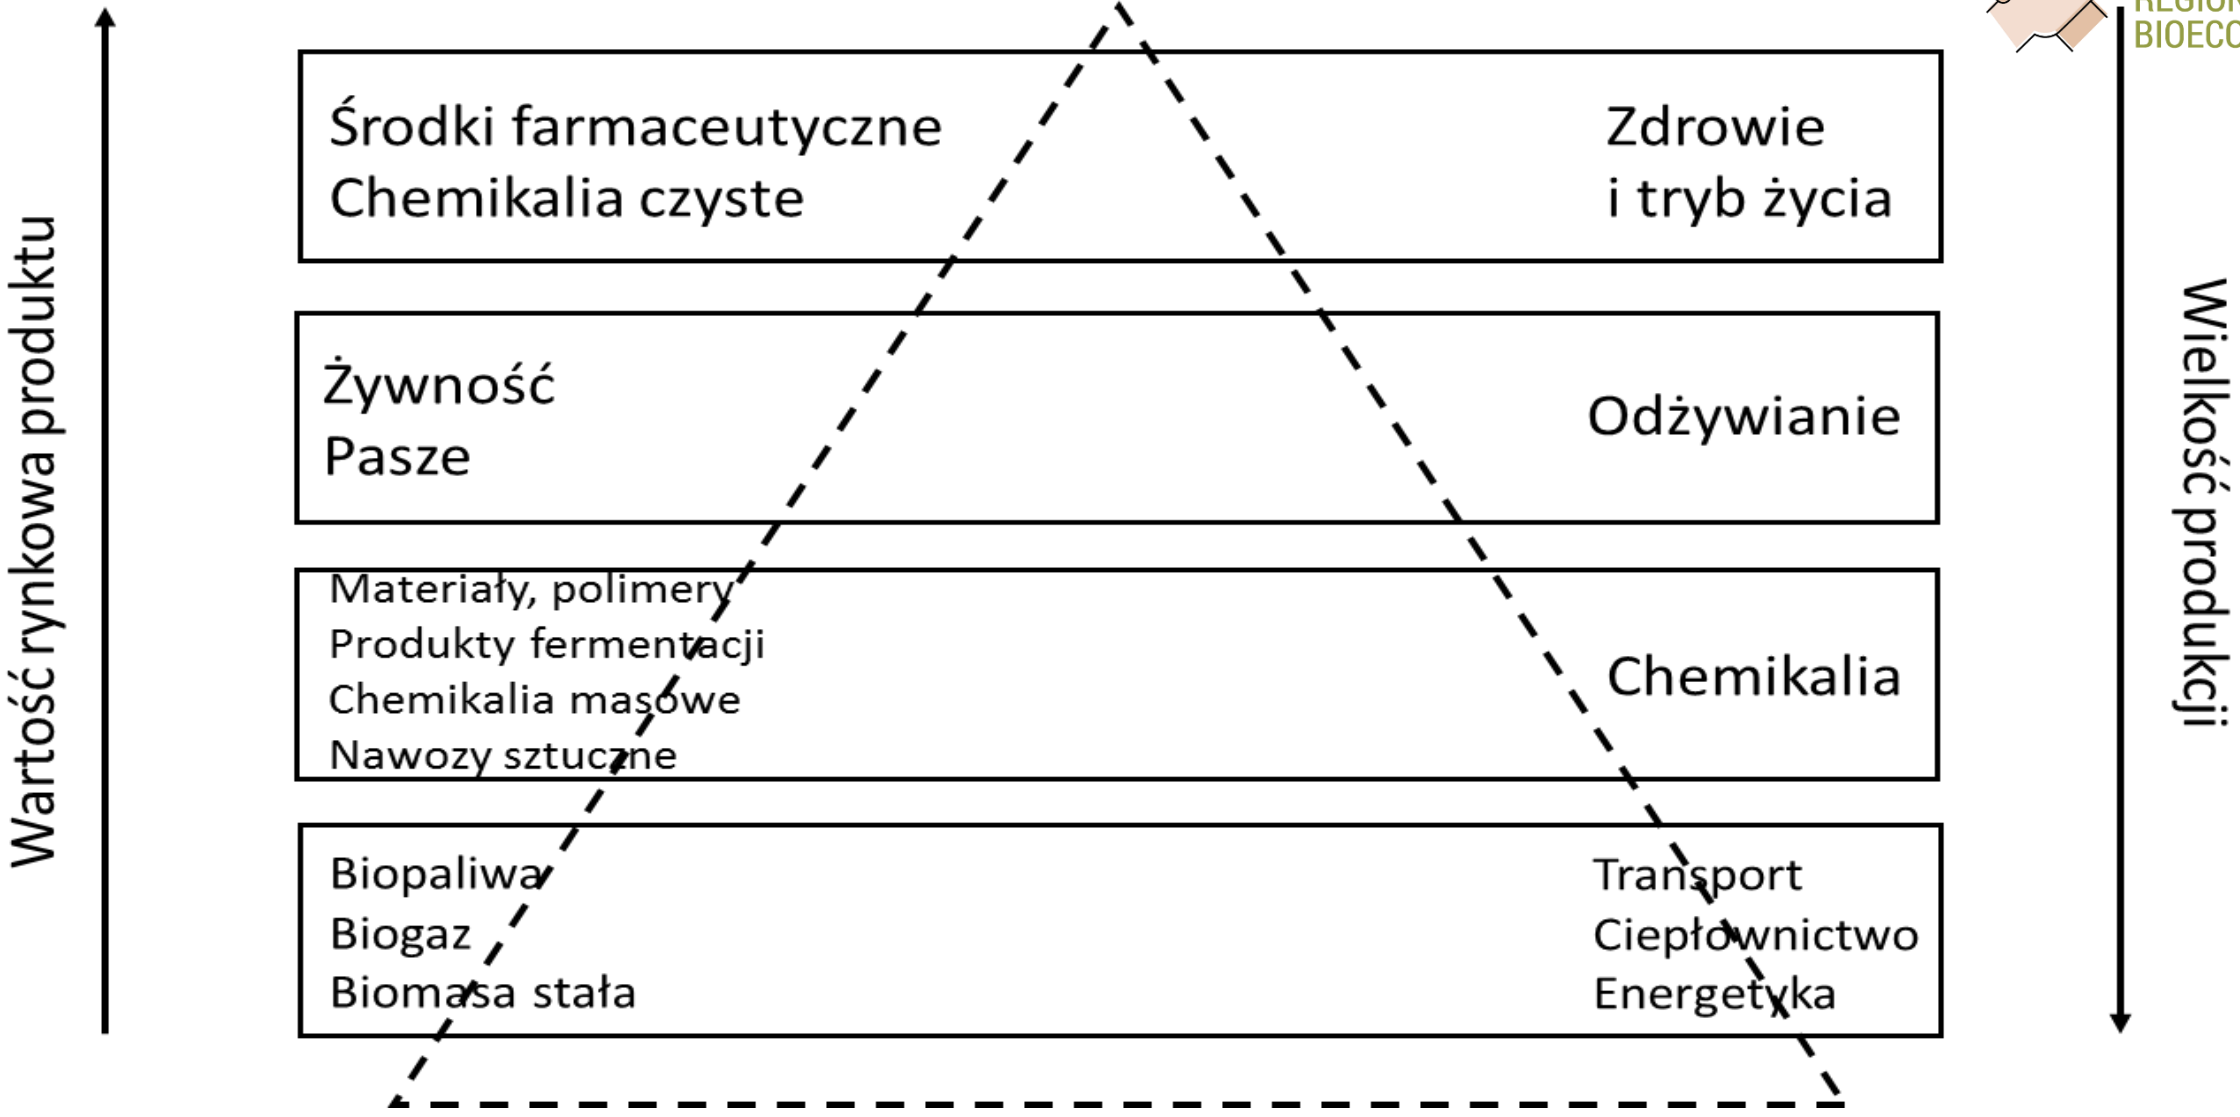 BIOECO
Wartość rynkowa produktu
Środki farmaceutyczne
Chemikalia czyste
Zdrowie
i tryb życia
Żywność
Pasze
Odżywianie
Materiały, polimery
Produkty fermentacji
Chemikalia masowe
Nawozy sztuczne
Chemikalia
Biopaliwa
Biogaz
Biomasa stała
Transport
Ciepłownictwo
Energetyka
Wielkość produkcji